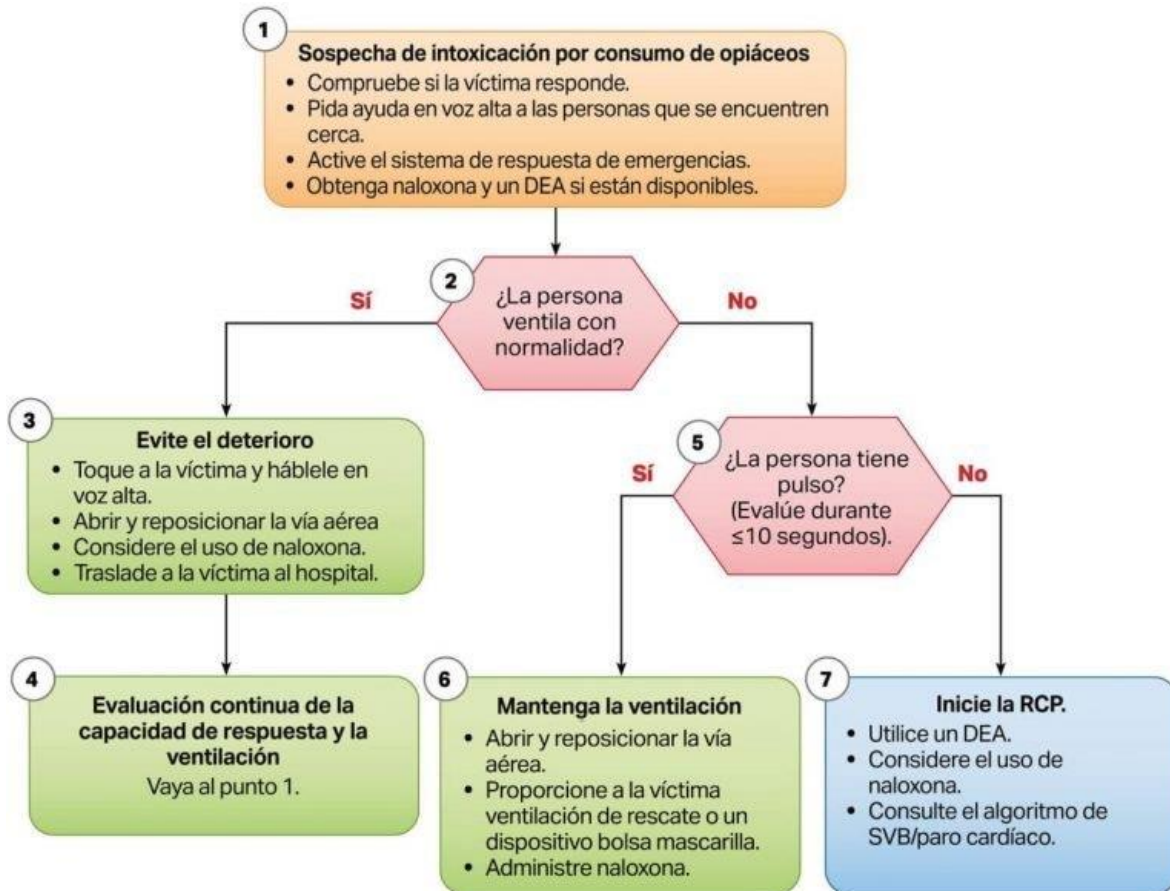 1
Sospecha de intoxicación por consumo de opiáceos
• Compruebe si la víctima responde.
• Pida ayuda en voz alta a las personas que se encuentren
cerca.
• Active el sistema de respuesta de emergencias.
• Obtenga naloxona y un DEA si están disponibles.
2
¿La persona
ventila con
normalidad?
Sí
No
3
Evite el deterioro
• Toque a la víctima y háblele en
voz alta.
• Abrir y reposicionar la vía aérea
• Considere el uso de naloxona.
• Traslade a la víctima al hospital.
4
Evaluación continua de la
capacidad de respuesta y la
ventilación
Vaya al punto 1.
5
¿La persona tiene
pulso?
(Evalúe durante
≤10 segundos).
Sí
No
6
Mantenga la ventilación
• Abrir y reposicionar la vía
aérea.
• Proporcione a la víctima
ventilación de rescate o un
dispositivo bolsa mascarilla.
• Administre naloxona.
7
Inicie la RCP.
• Utilice un DEA.
• Considere el uso de
naloxona.
• Consulte el algoritmo de
SVB/paro cardíaco.